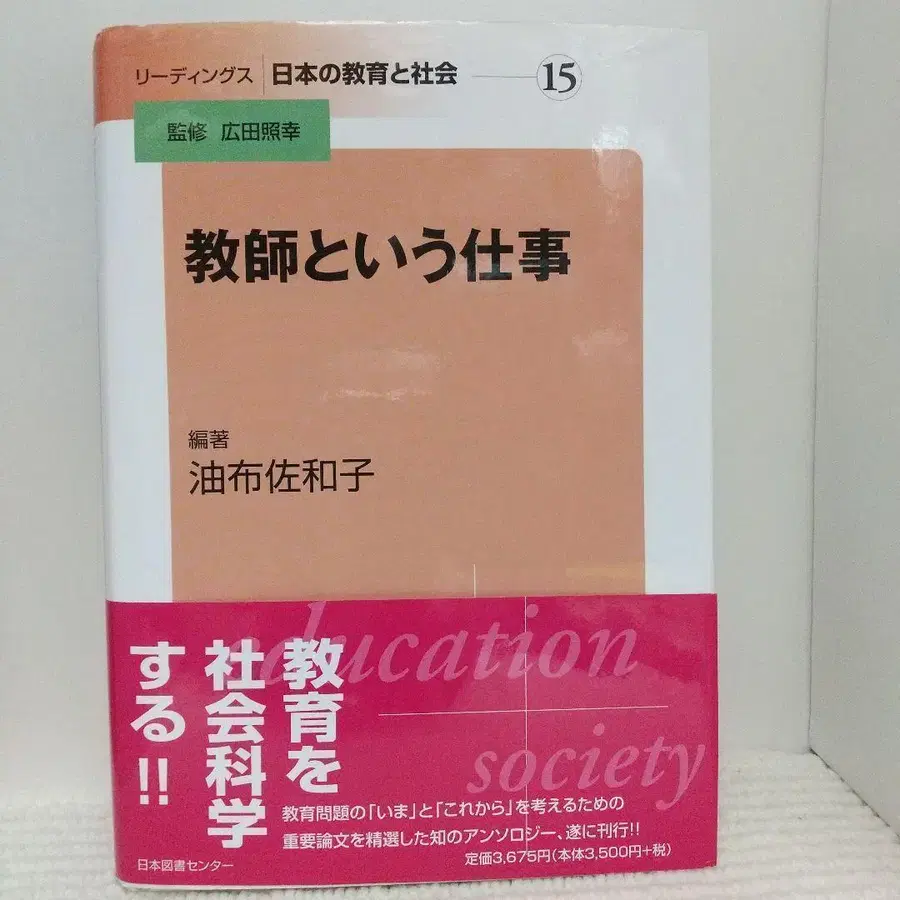 リーディングス 日本の教育と社会 ⑮
監修 広田照幸
教師という仕事
編著
油布佐和子
education
society
教育を
社会科学
する!!
教育問題の「いま」と「これから」を考えるための
重要論文を精選した知のアンソロジー、遂に刊行!!
定価3,675円(本体3,500円+税)
日本図書センター